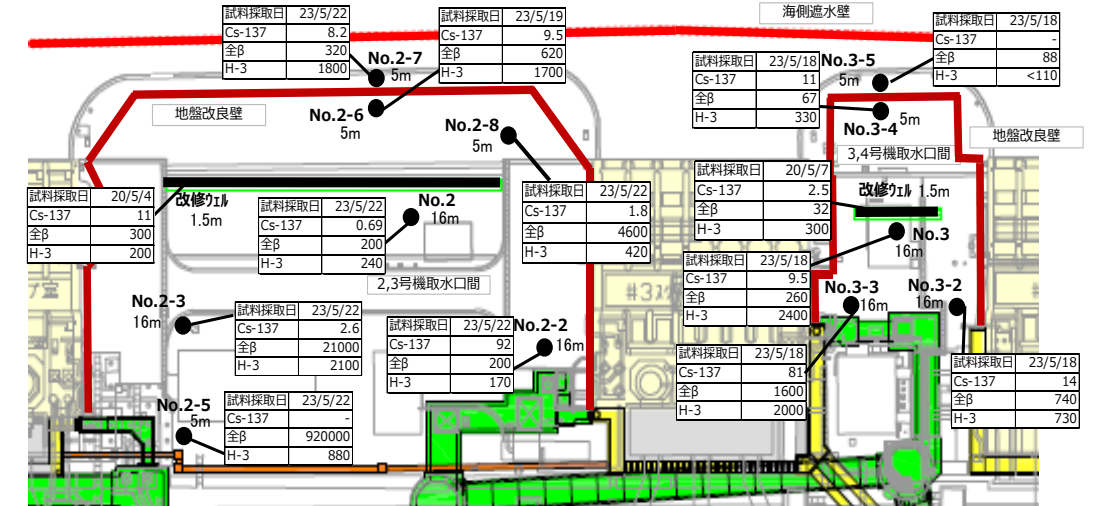 海側遮水壁
試料採取日 23/5/22
Cs-137 8.2
全β 320
H-3 1800
No.2-7
5m
試料採取日 23/5/19
Cs-137 9.5
全β 620
H-3 1700
No.2-6
5m
地盤改良壁
No.2-8
5m
試料採取日 23/5/18
Cs-137 11
全β 67
H-3 330
No.3-5
5m
試料採取日 23/5/18
Cs-137 -
全β 88
H-3 <110
5m
No.3-4
地盤改良壁
3,4号機取水口間
試料採取日 20/5/4
Cs-137 11
全β 300
H-3 200
改修ウェル
1.5m
試料採取日 23/5/22
Cs-137 0.69
全β 200
H-3 240
No.2
16m
試料採取日 23/5/22
Cs-137 1.8
全β 4600
H-3 420
試料採取日 20/5/7
Cs-137 2.5
全β 32
H-3 300
改修ウェル 1.5m
No.3
16m
試料採取日 23/5/18
Cs-137 9.5
全β 260
H-3 2400
2,3号機取水口間
No.2-3
16m
試料採取日 23/5/22
Cs-137 2.6
全β 21000
H-3 2100
試料採取日 23/5/22
Cs-137 92
全β 200
H-3 170
No.2-2
16m
No.3-3
16m
No.3-2
16m
試料採取日 23/5/18
Cs-137 81
全β 1600
H-3 2000
試料採取日 23/5/18
Cs-137 14
全β 740
H-3 730
No.2-5
5m
試料採取日 23/5/22
Cs-137 -
全β 920000
H-3 880